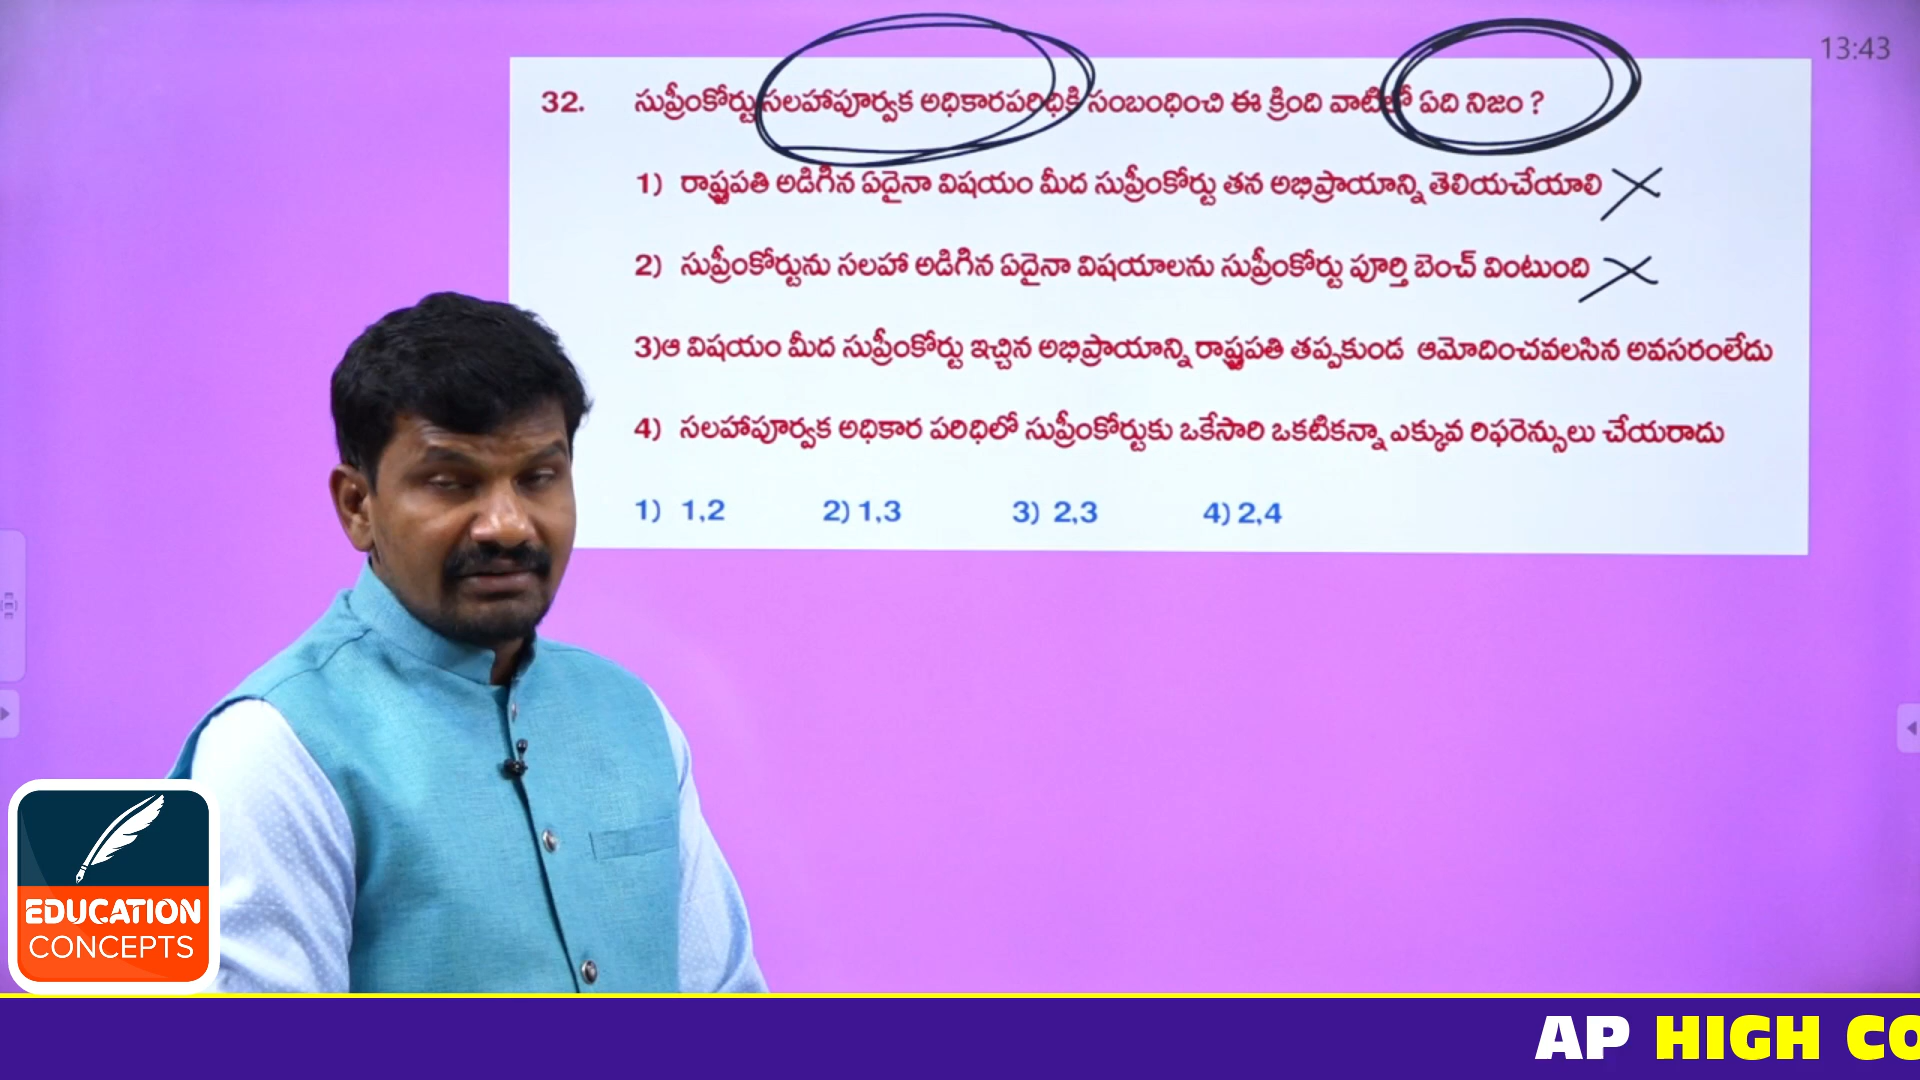 13:43
32. సుప్రీంకోర్టు సలహాపూర్వక అధికారపరిధికి సంబంధించి ఈ క్రింది వాటిలో ఏది నిజం ?
1) రాష్ట్రపతి అడిగిన ఏదైనా విషయం మీద సుప్రీంకోర్టు తన అభిప్రాయాన్ని తెలియచేయాలి
2) సుప్రీంకోర్టును సలహా అడిగిన ఏదైనా విషయాలను సుప్రీంకోర్టు పూర్తి బెంచ్ వింటుంది
3)ఆ విషయం మీద సుప్రీంకోర్టు ఇచ్చిన అభిప్రాయాన్ని రాష్ట్రపతి తప్పకుండ ఆమోదించవలసిన అవసరంలేదు
4) సలహాపూర్వక అధికార పరిధిలో సుప్రీంకోర్టుకు ఒకేసారి ఒకటికన్నా ఎక్కువ రిఫరెన్సులు చేయరాదు
1) 1,2 2) 1,3 3) 2,3 4) 2,4
EDUCATION
CONCEPTS
AP HIGH CO